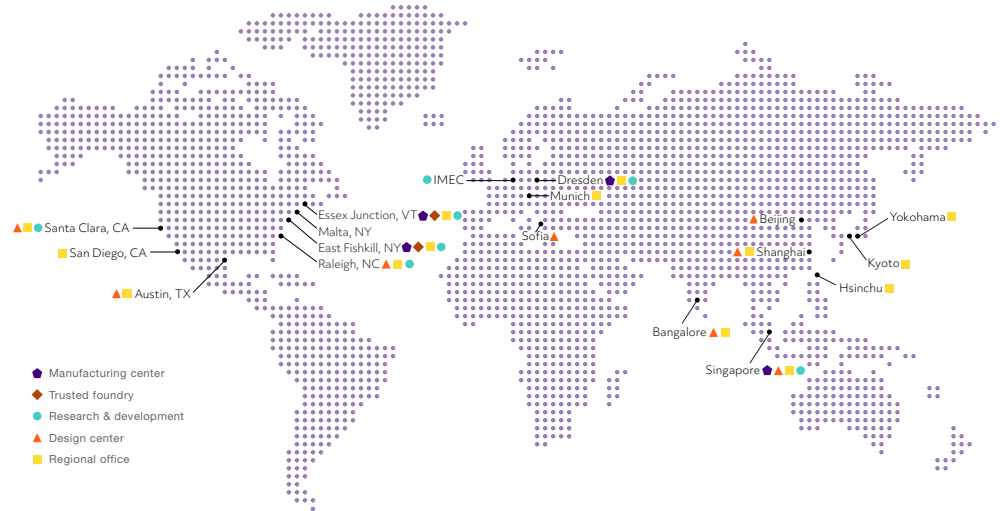 IMEC
Dresden
Munich
Essex Junction, VT
Malta, NY
East Fishkill, NY
Raleigh, NC
Santa Clara, CA
San Diego, CA
Austin, TX
Sofia
Beijing
Shanghai
Yokohama
Kyoto
Hsinchu
Bangalore
Singapore
Manufacturing center
Trusted foundry
Research & development
Design center
Regional office